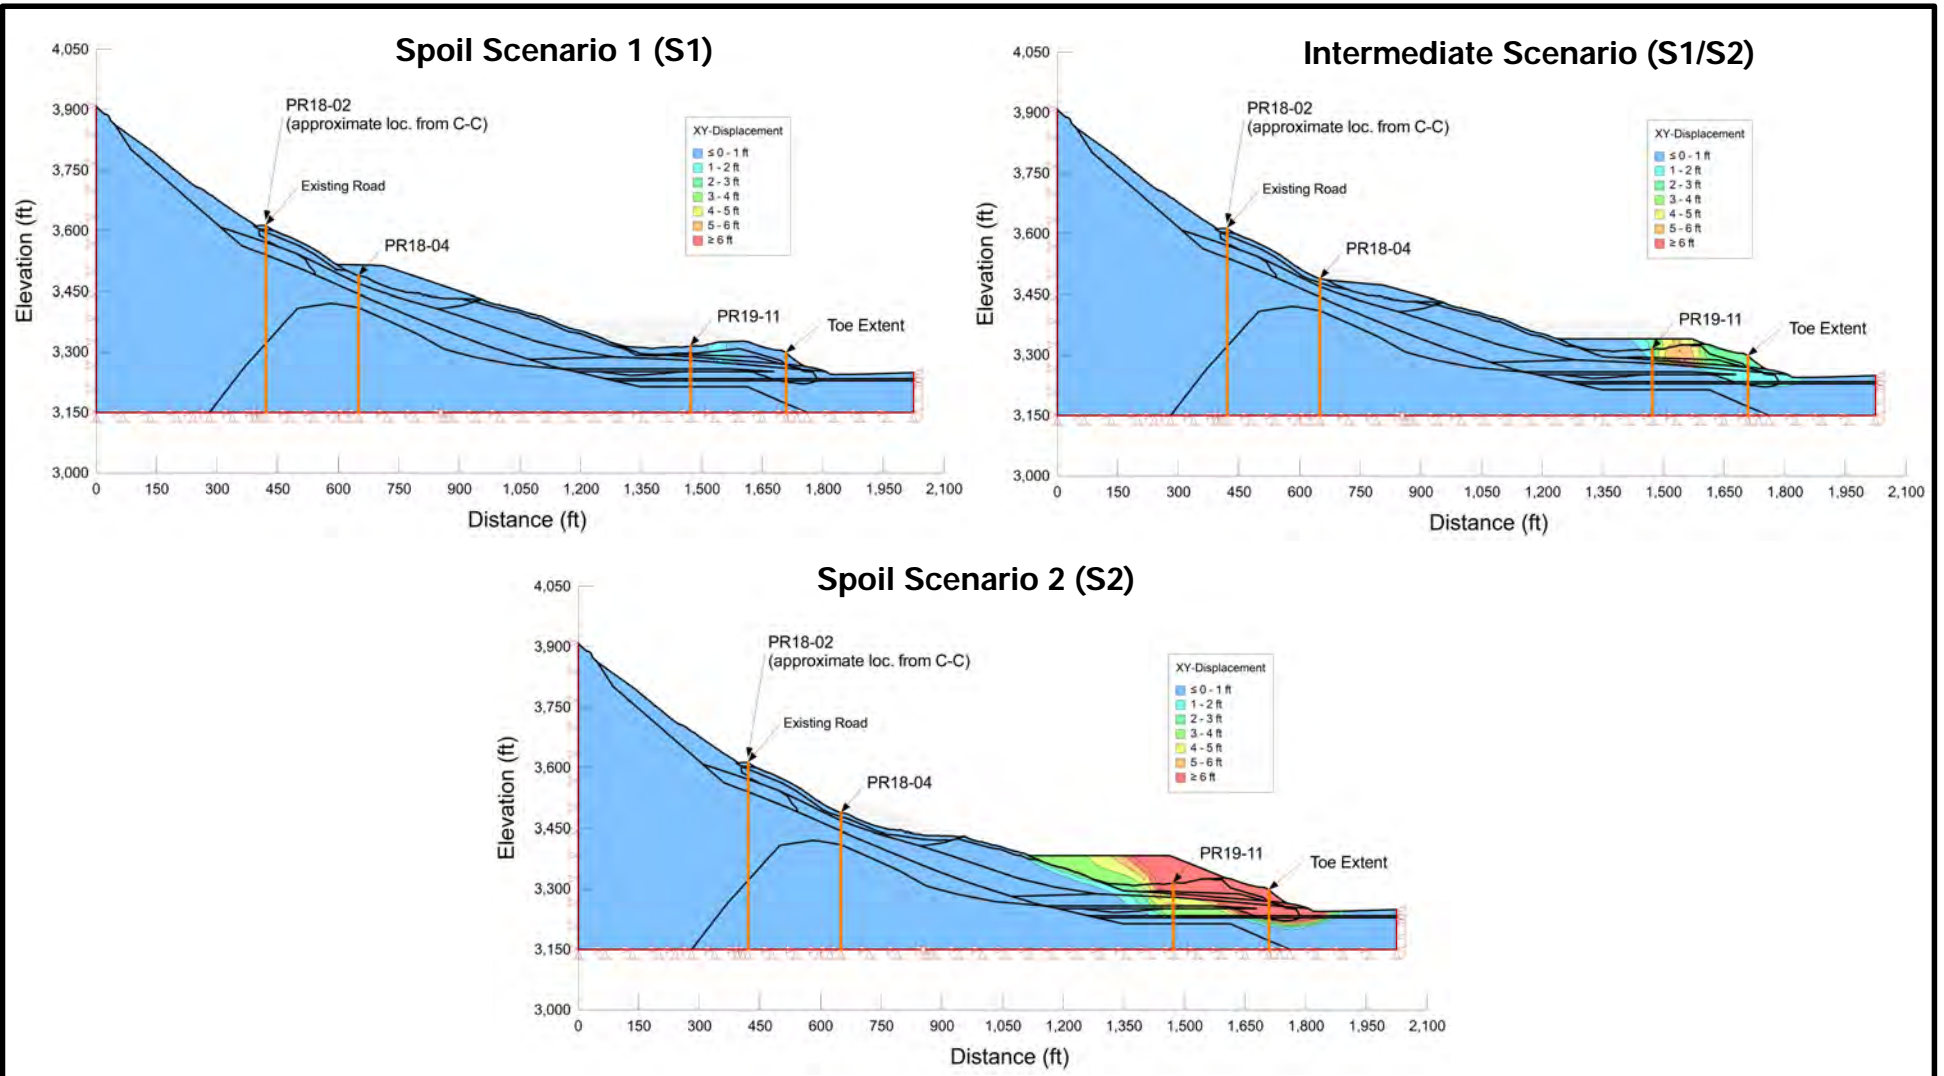 Spoil Scenario 1 (S1)
4,050
3,900
3,750
3,600
3,450
3,300
3,150
3,000
Elevation (ft)
PR18-02
(approximate loc. from C-C)
Existing Road
PR18-04
PR19-11
Toe Extent
XY-Displacement
≤ 0 - 1 ft
1 - 2 ft
2 - 3 ft
3 - 4 ft
4 - 5 ft
5 - 6 ft
≥ 6 ft
0 150 300 450 600 750 900 1,050 1,200 1,350 1,500 1,650 1,800 1,950 2,100
Distance (ft)
Intermediate Scenario (S1/S2)
4,050
3,900
3,750
3,600
3,450
3,300
3,150
3,000
Elevation (ft)
PR18-02
(approximate loc. from C-C)
Existing Road
PR18-04
PR19-11
Toe Extent
XY-Displacement
≤ 0 - 1 ft
1 - 2 ft
2 - 3 ft
3 - 4 ft
4 - 5 ft
5 - 6 ft
≥ 6 ft
0 150 300 450 600 750 900 1,050 1,200 1,350 1,500 1,650 1,800 1,950 2,100
Distance (ft)
Spoil Scenario 2 (S2)
4,050
3,900
3,750
3,600
3,450
3,300
3,150
3,000
Elevation (ft)
PR18-02
(approximate loc. from C-C)
Existing Road
PR18-04
PR19-11
Toe Extent
XY-Displacement
≤ 0 - 1 ft
1 - 2 ft
2 - 3 ft
3 - 4 ft
4 - 5 ft
5 - 6 ft
≥ 6 ft
0 150 300 450 600 750 900 1,050 1,200 1,350 1,500 1,650 1,800 1,950 2,100
Distance (ft)